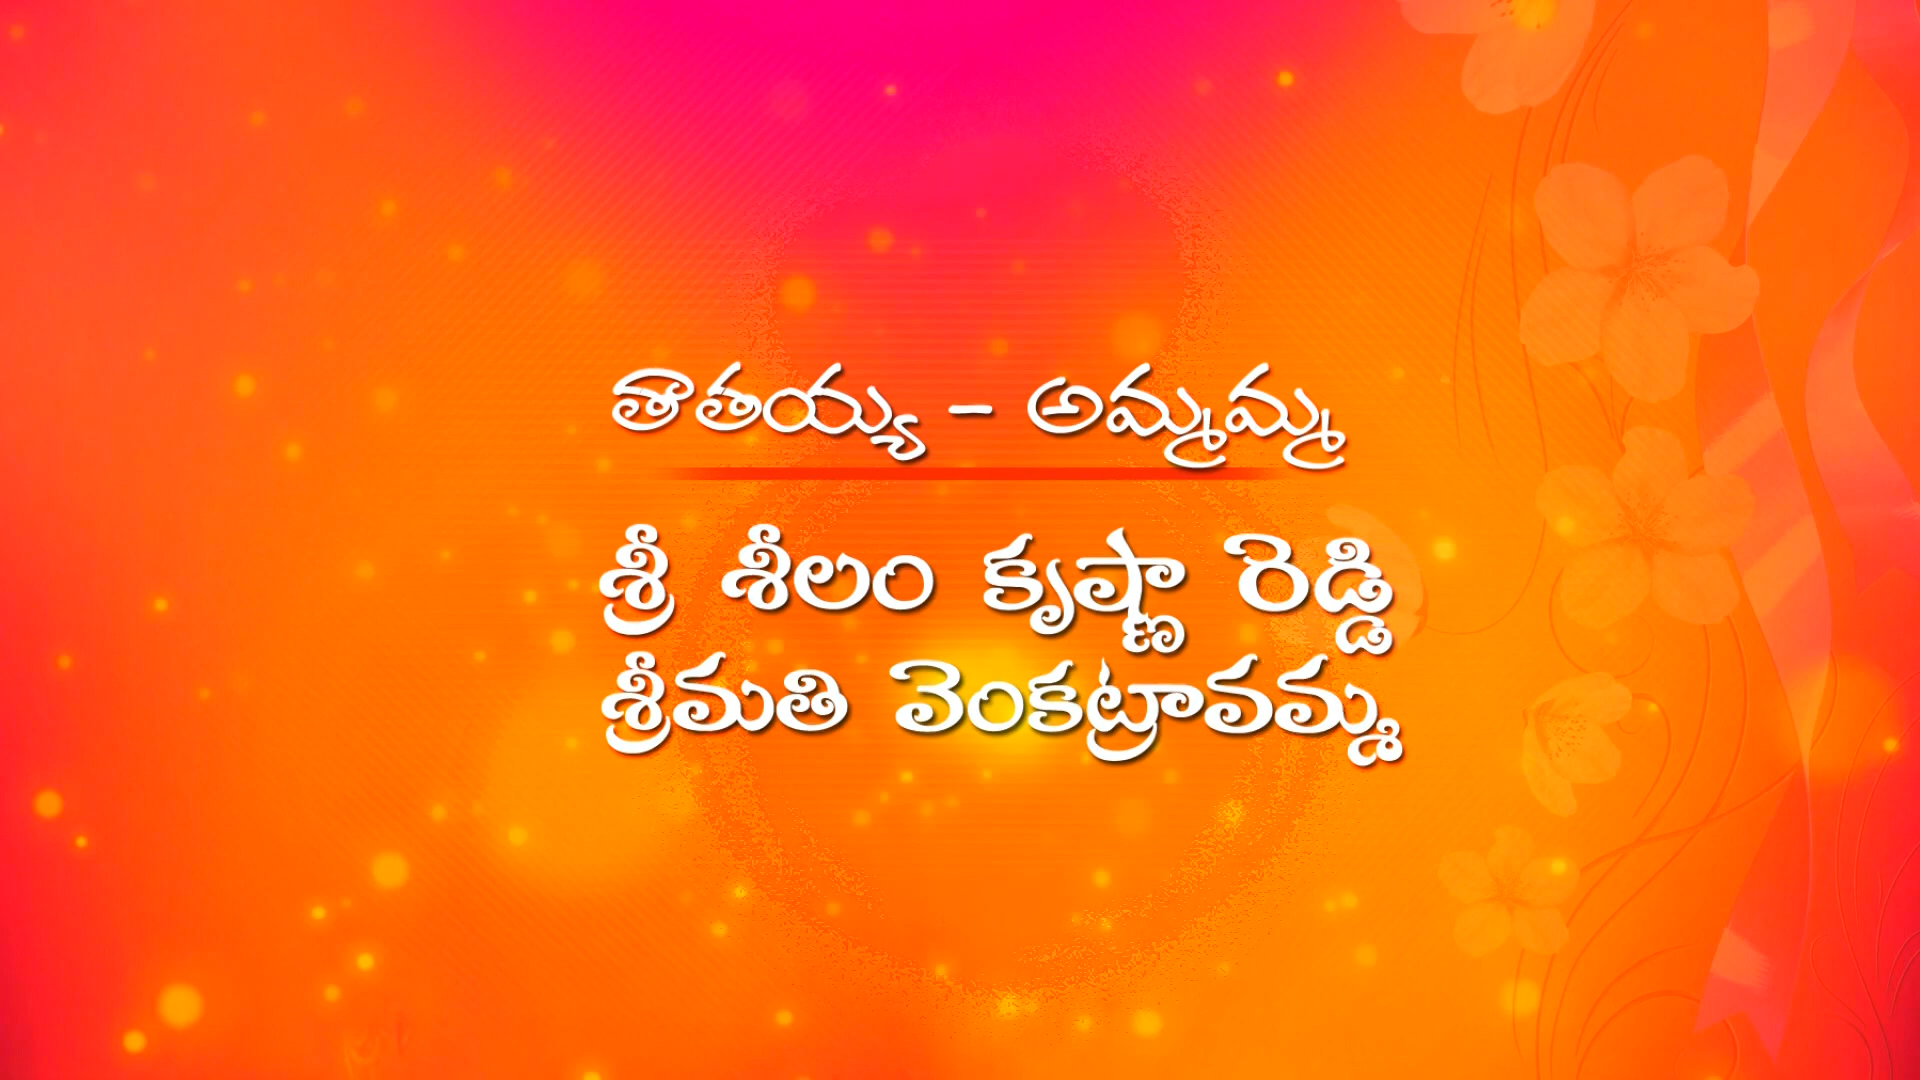 తాతయ్య – అమ్మమ్మ
శ్రీ శీలం కృష్ణా రెడ్డి
శ్రీమతి వెంకట్రావమ్మ